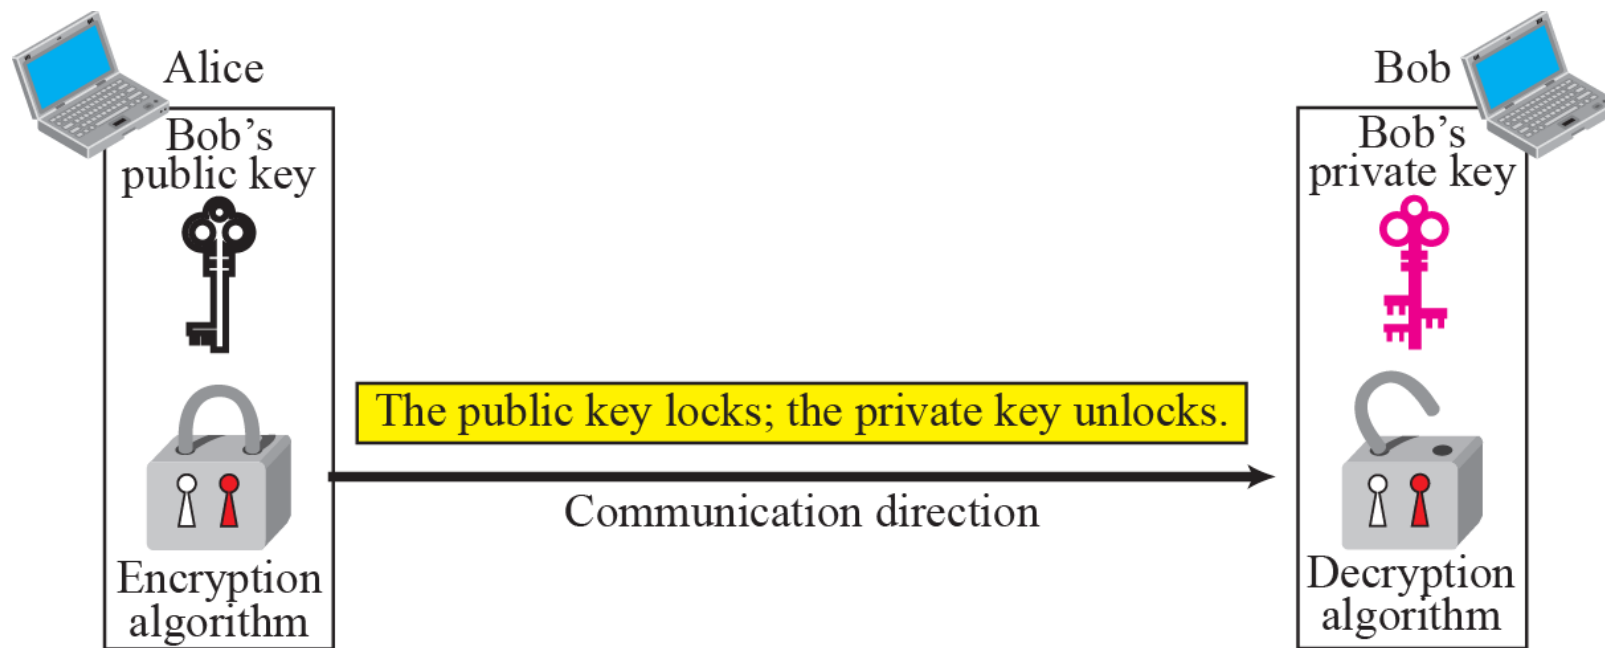 Alice
Bob’s
public key
Encryption
algorithm
The public key locks; the private key unlocks.
Communication direction
Bob
Bob’s
private key
Decryption
algorithm